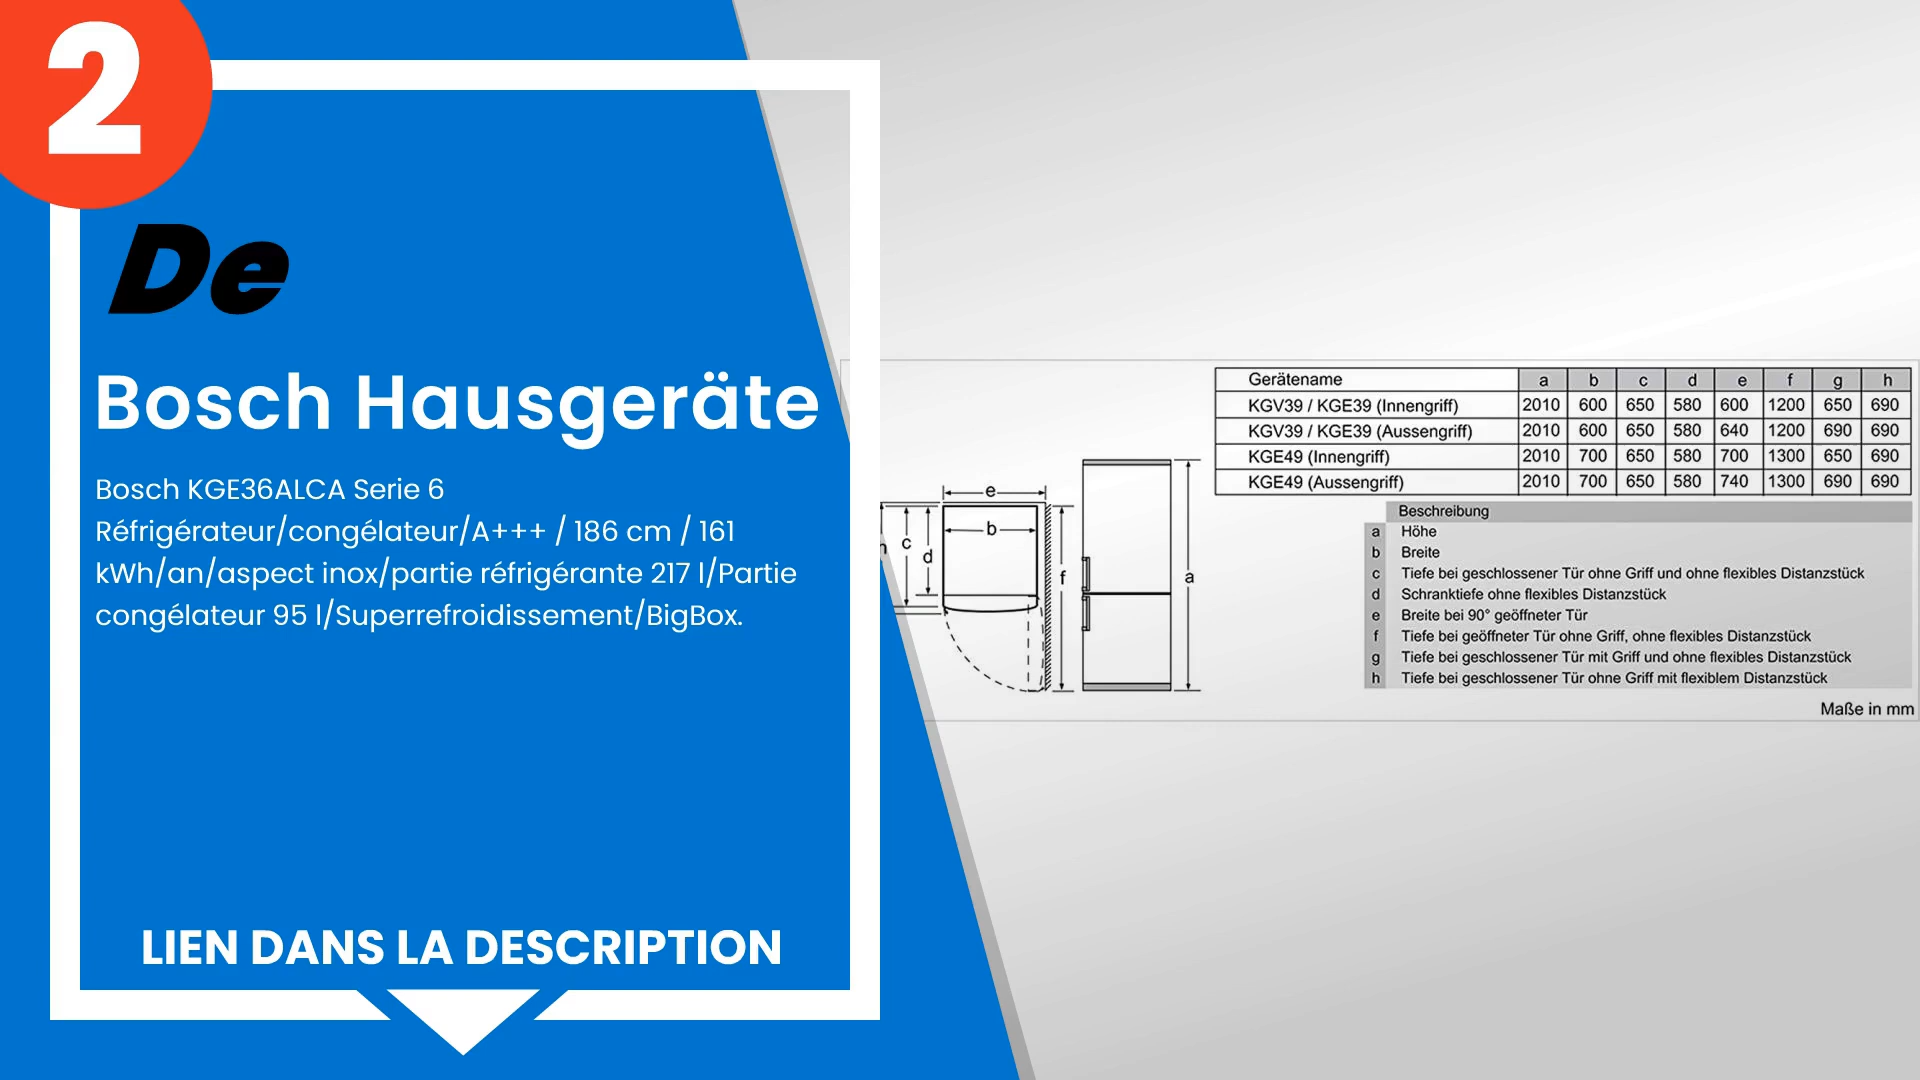 2
De
Bosch Hausgeräte
Bosch KGE36ALCA Serie 6
Réfrigérateur/congélateur/A+++ / 186 cm / 161
kWh/an/aspect inox/partie réfrigérante 217 l/Partie
congélateur 95 l/Superrefroidissement/BigBox.
LIEN DANS LA DESCRIPTION
e
b
c
d
f
a
Gerätename a b c d e f g h
KGV39 / KGE39 (Innengriff) 2010 600 650 580 600 1200 650 690
KGV39 / KGE39 (Aussengriff) 2010 600 650 580 640 1200 690 690
KGE49 (Innengriff) 2010 700 650 580 700 1300 650 690
KGE49 (Aussengriff) 2010 700 650 580 740 1300 690 690
Beschreibung
a Höhe
b Breite
c Tiefe bei geschlossener Tür ohne Griff und ohne flexibles Distanzstück
d Schranktiefe ohne flexibles Distanzstück
e Breite bei 90° geöffneter Tür
f Tiefe bei geöffneter Tür ohne Griff, ohne flexibles Distanzstück
g Tiefe bei geschlossener Tür mit Griff und ohne flexibles Distanzstück
h Tiefe bei geschlossener Tür ohne Griff mit flexiblem Distanzstück
Maße in mm